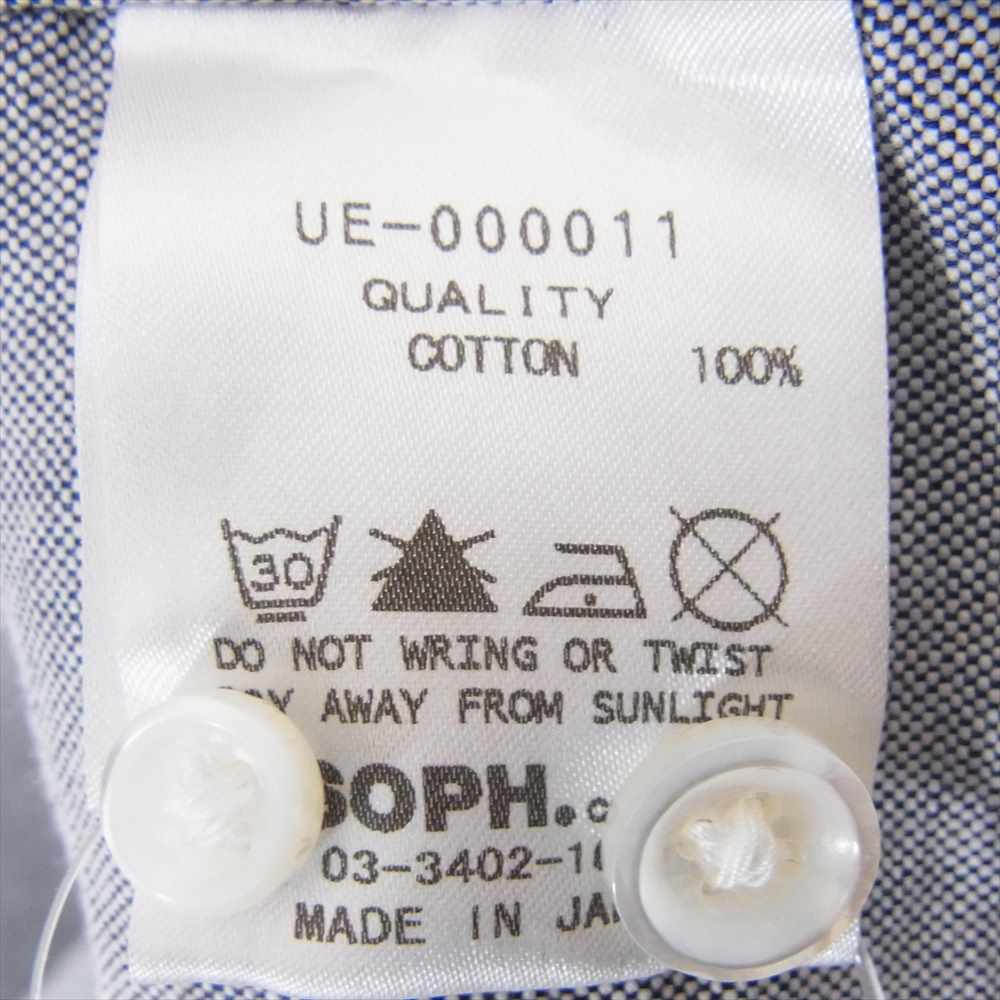 UE-000011
QUALITY
COTTON 100%
30
DO NOT WRING OR TWIST
AWAY FROM SUNLIGHT
SOPH.
03-3402-1
MADE IN